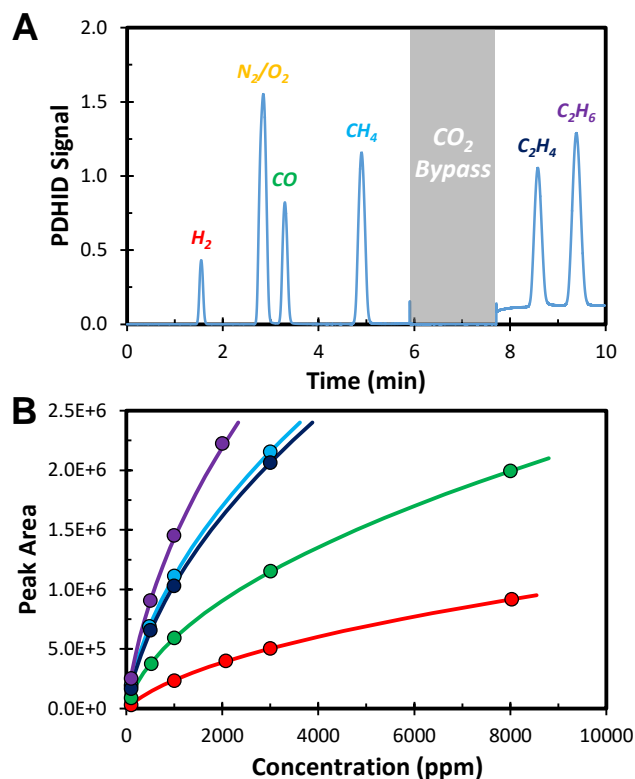 A
2.0
1.5
1.0
0.5
0.0
PDHID Signal
H₂
N₂/O₂
CO
CH₄
CO₂
Bypass
C₂H₄
C₂H₆
0 2 4 6 8 10
Time (min)
B
2.5E+6
2.0E+6
1.5E+6
1.0E+6
5.0E+5
0.0E+0
Peak Area
0 2000 4000 6000 8000 10000
Concentration (ppm)